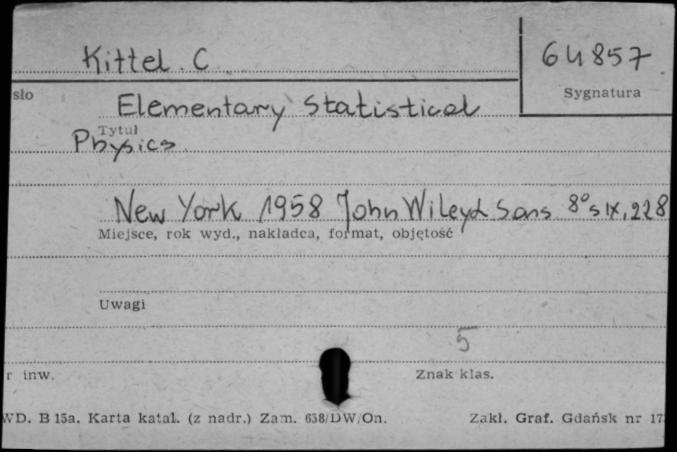 Kittel. C
64857
sło
Sygnatura
Elementary Statistical
Tytuł
Physics
New York 1958 John Wiley & Sons 8° s IX, 228
Miejsce, rok wyd., nakładca, format, objętość
Uwagi
5
r inw.
Znak klas.
WD. B 15a. Karta katal. (z nadr.) Zam. 638/DW/On.
Zakł. Graf. Gdańsk nr 17